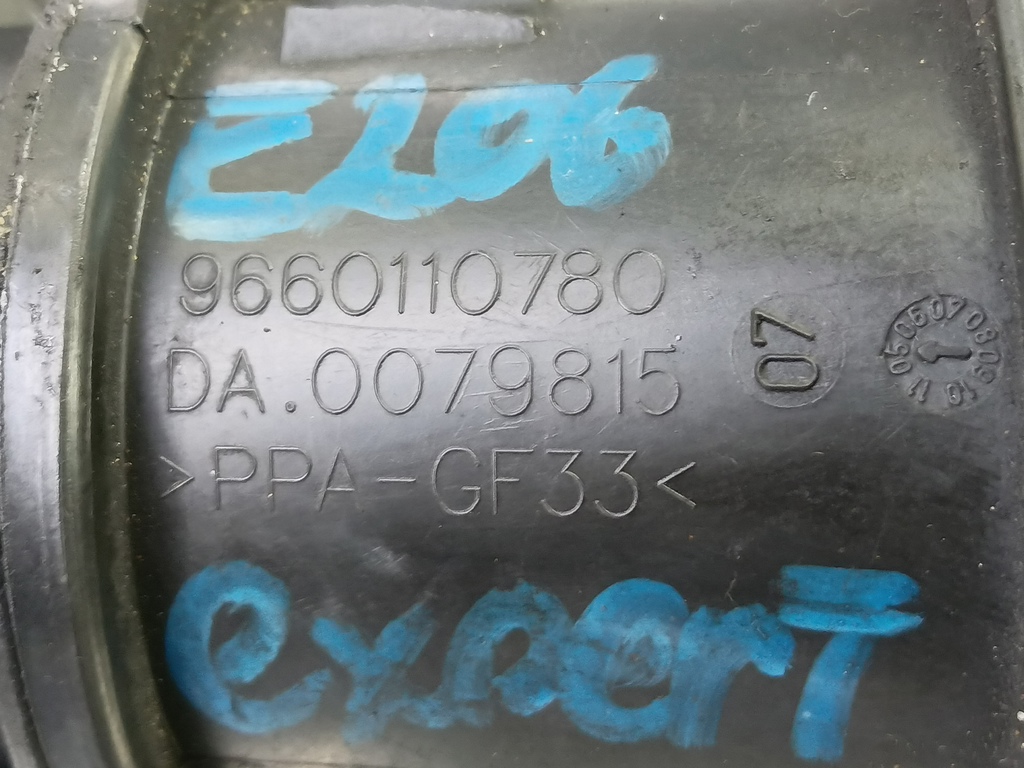 E206
9660110780
DA.0079815
>PPA-GF33<
07
experT